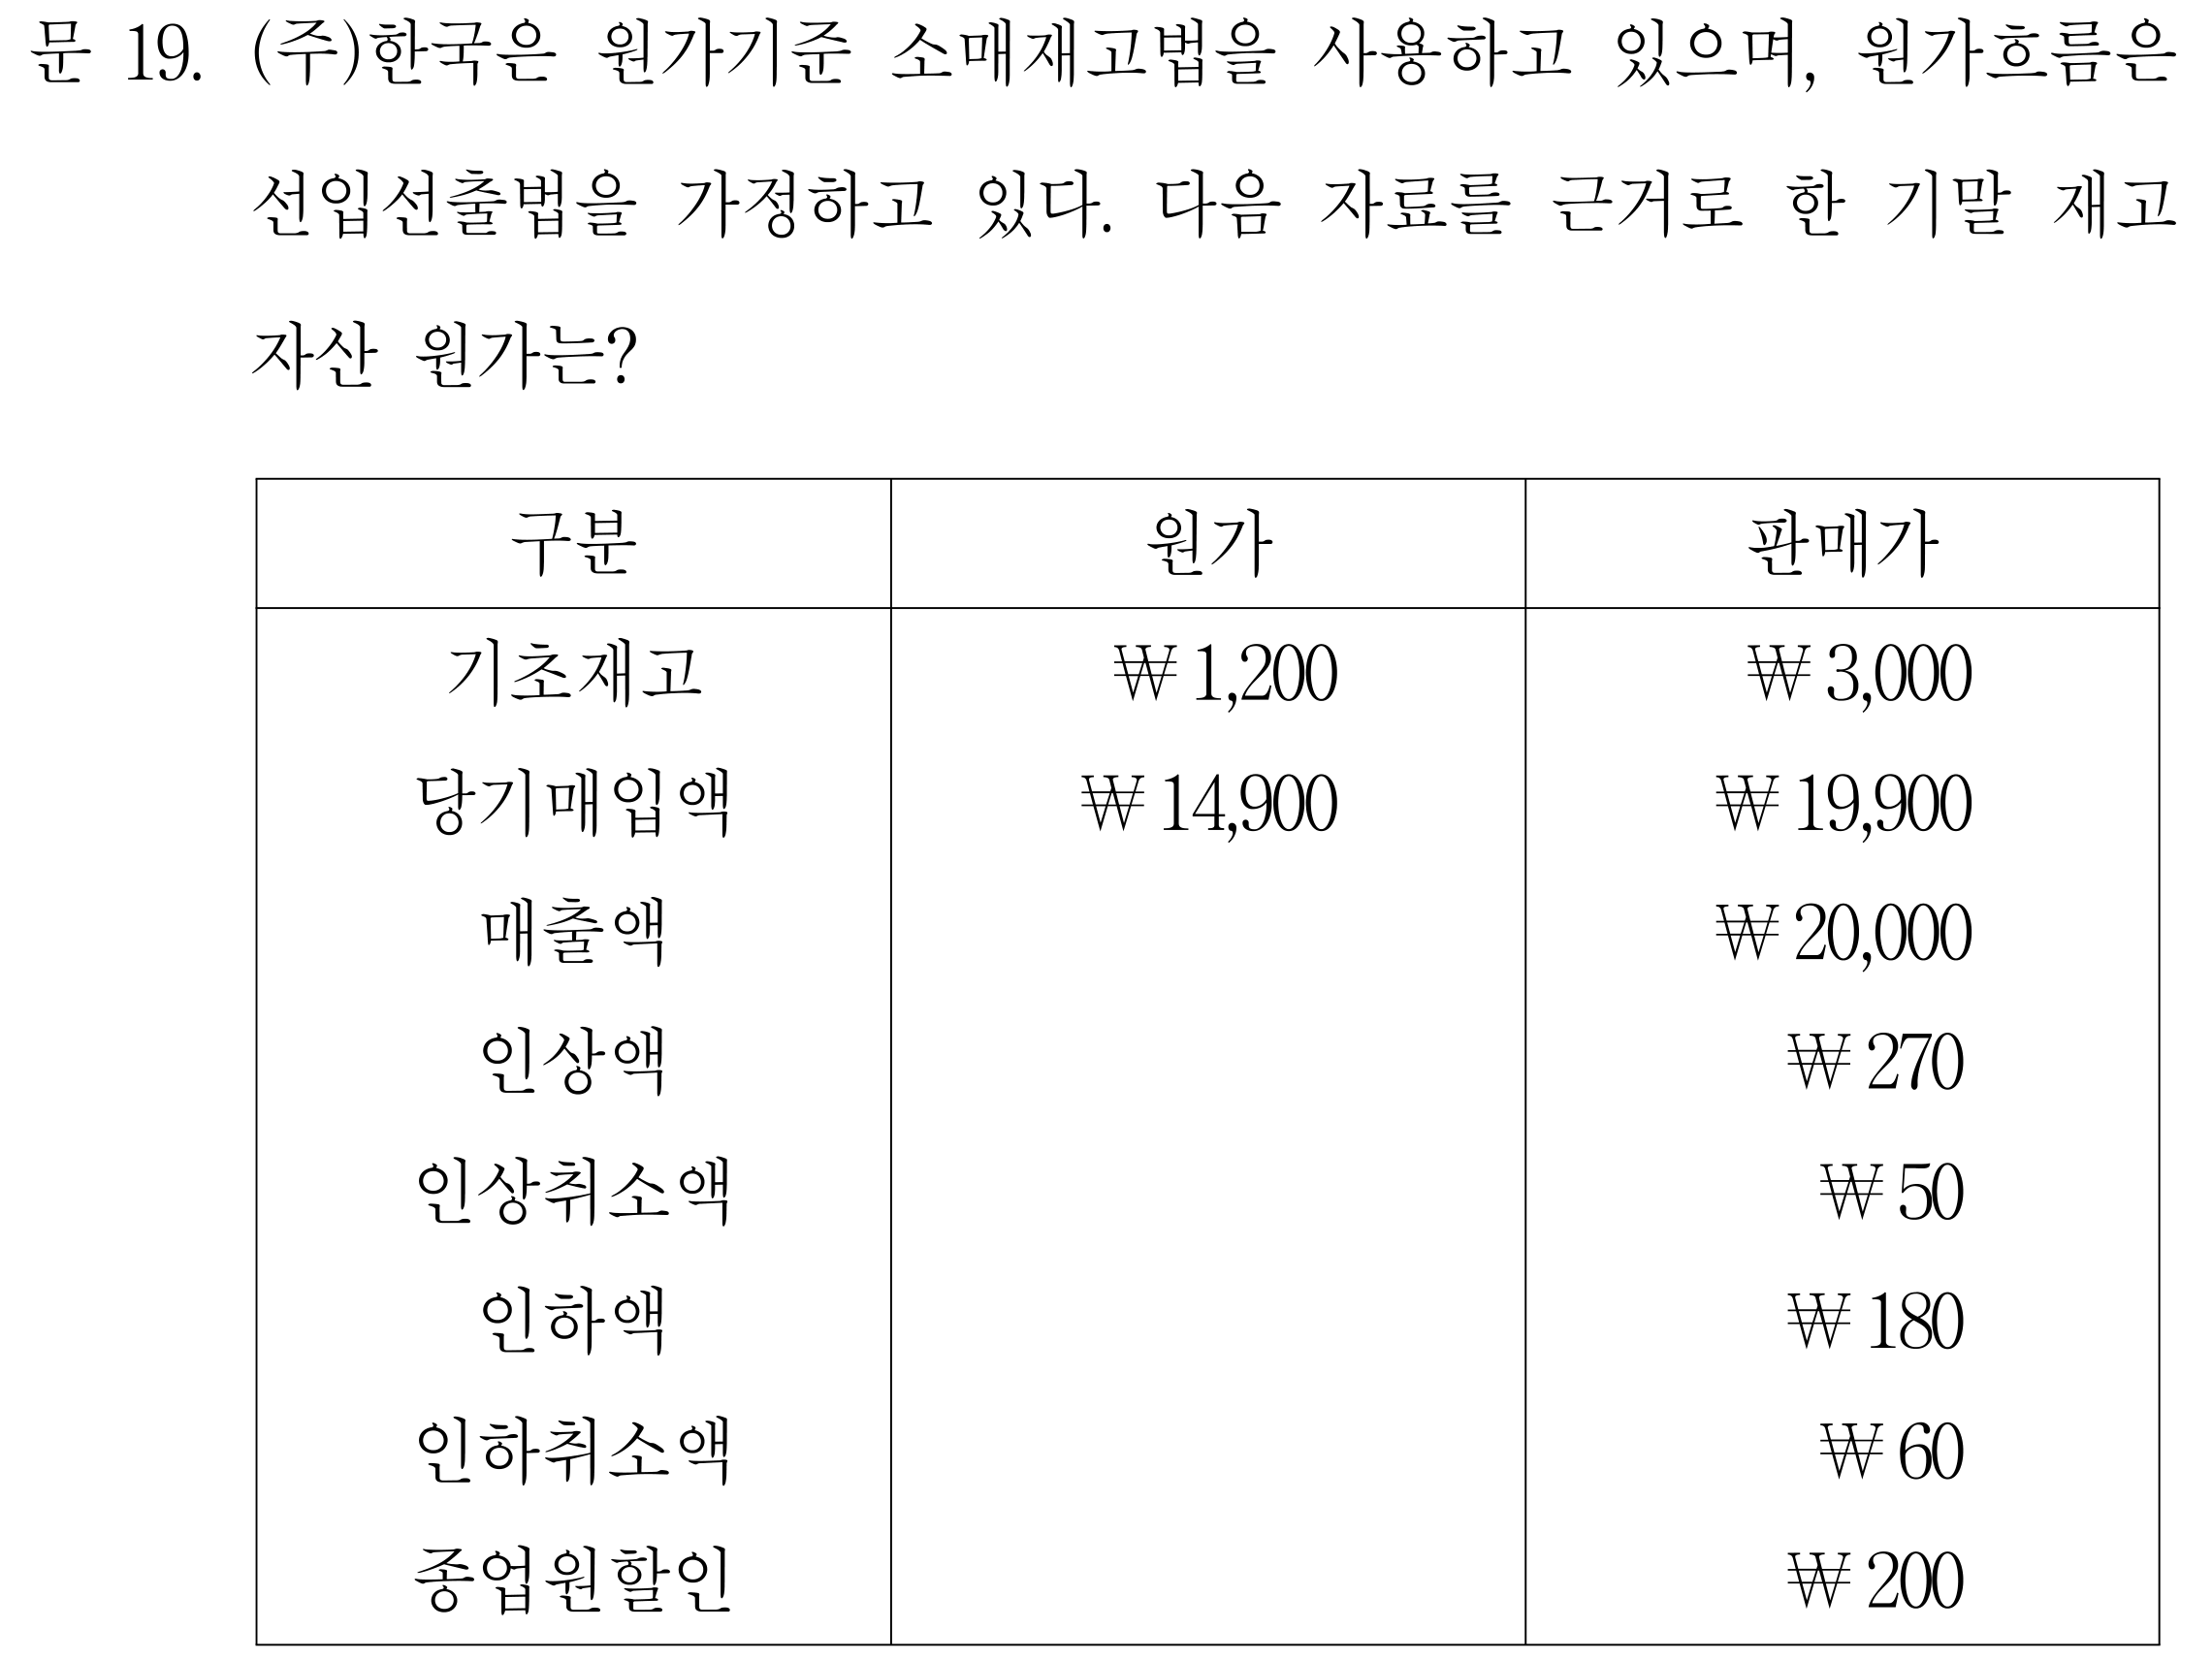 문 19. (주)한국은 원가기준 소매재고법을 사용하고 있으며, 원가흐름은
선입선출법을 가정하고 있다. 다음 자료를 근거로 한 기말 재고
자산 원가는?
구분 원가 판매가
기초재고 ₩1,200 ₩3,000
당기매입액 ₩14,900 ₩19,900
매출액 ₩20,000
인상액 ₩270
인상취소액 ₩50
인하액 ₩180
인하취소액 ₩60
종업원할인 ₩200